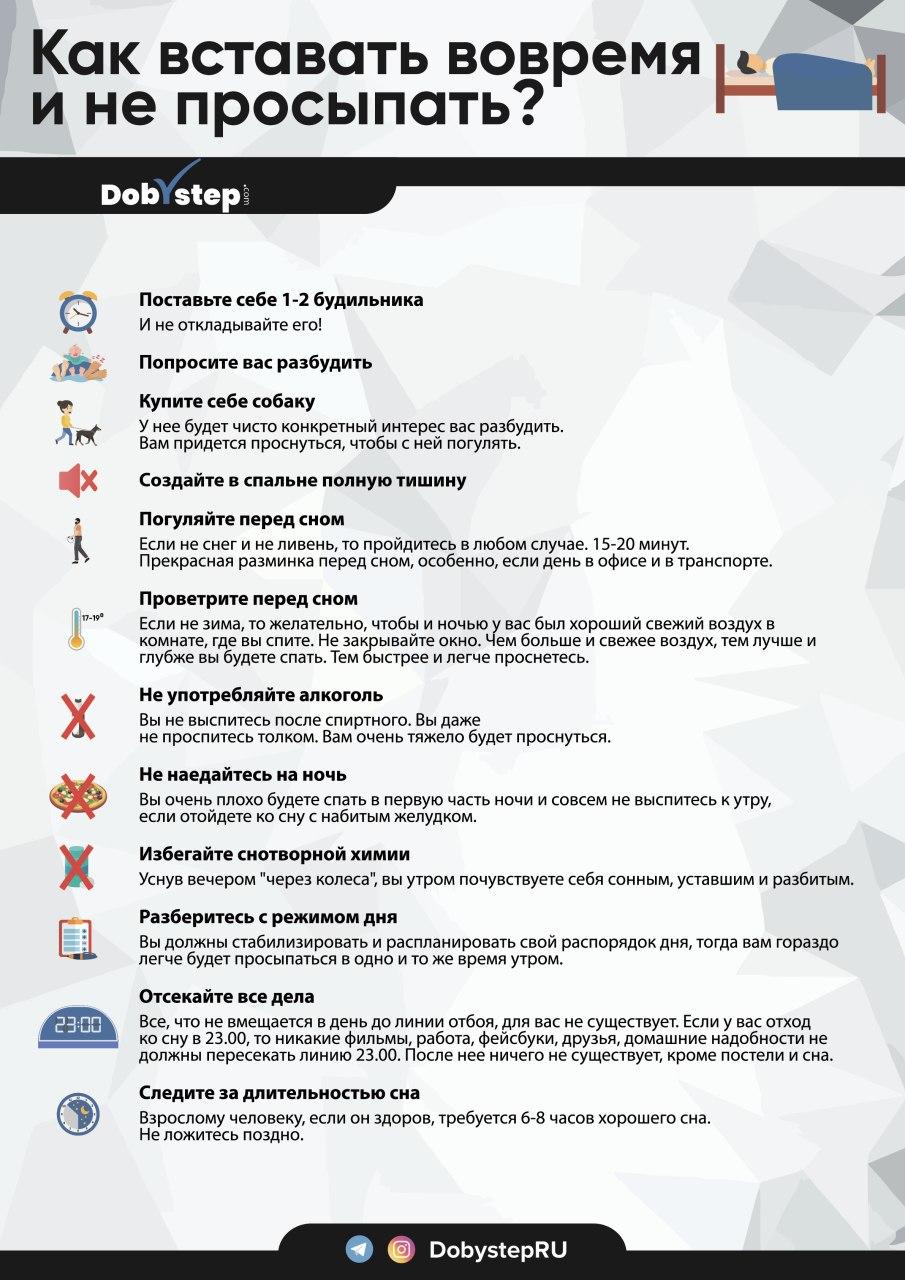 Как вставать вовремя
и не просыпать?
Dobystep.com
Поставьте себе 1-2 будильника
И не откладывайте его!
Попросите вас разбудить
Купите себе собаку
У нее будет чисто конкретный интерес вас разбудить.
Вам придется проснуться, чтобы с ней погулять.
Создайте в спальне полную тишину
Погуляйте перед сном
Если не снег и не ливень, то пройдитесь в любом случае. 15-20 минут.
Прекрасная разминка перед сном, особенно, если день в офисе и в транспорте.
17-19°
Проветрите перед сном
Если не зима, то желательно, чтобы и ночью у вас был хороший свежий воздух в
комнате, где вы спите. Не закрывайте окно. Чем больше и свежее воздух, тем лучше и
глубже вы будете спать. Тем быстрее и легче проснетесь.
Не употребляйте алкоголь
Вы не выспитесь после спиртного. Вы даже
не проспитесь толком. Вам очень тяжело будет проснуться.
Не наедайтесь на ночь
Вы очень плохо будете спать в первую часть ночи и совсем не выспитесь к утру,
если отойдете ко сну с набитым желудком.
Избегайте снотворной химии
Уснув вечером "через колеса", вы утром почувствуете себя сонным, уставшим и разбитым.
Разберитесь с режимом дня
Вы должны стабилизировать и распланировать свой распорядок дня, тогда вам гораздо
легче будет просыпаться в одно и то же время утром.
23:00
Отсекайте все дела
Все, что не вмещается в день до линии отбоя, для вас не существует. Если у вас отход
ко сну в 23.00, то никакие фильмы, работа, фейсбуки, друзья, домашние надобности не
должны пересекать линию 23.00. После нее ничего не существует, кроме постели и сна.
Следите за длительностью сна
Взрослому человеку, если он здоров, требуется 6-8 часов хорошего сна.
Не ложитесь поздно.
DobystepRU